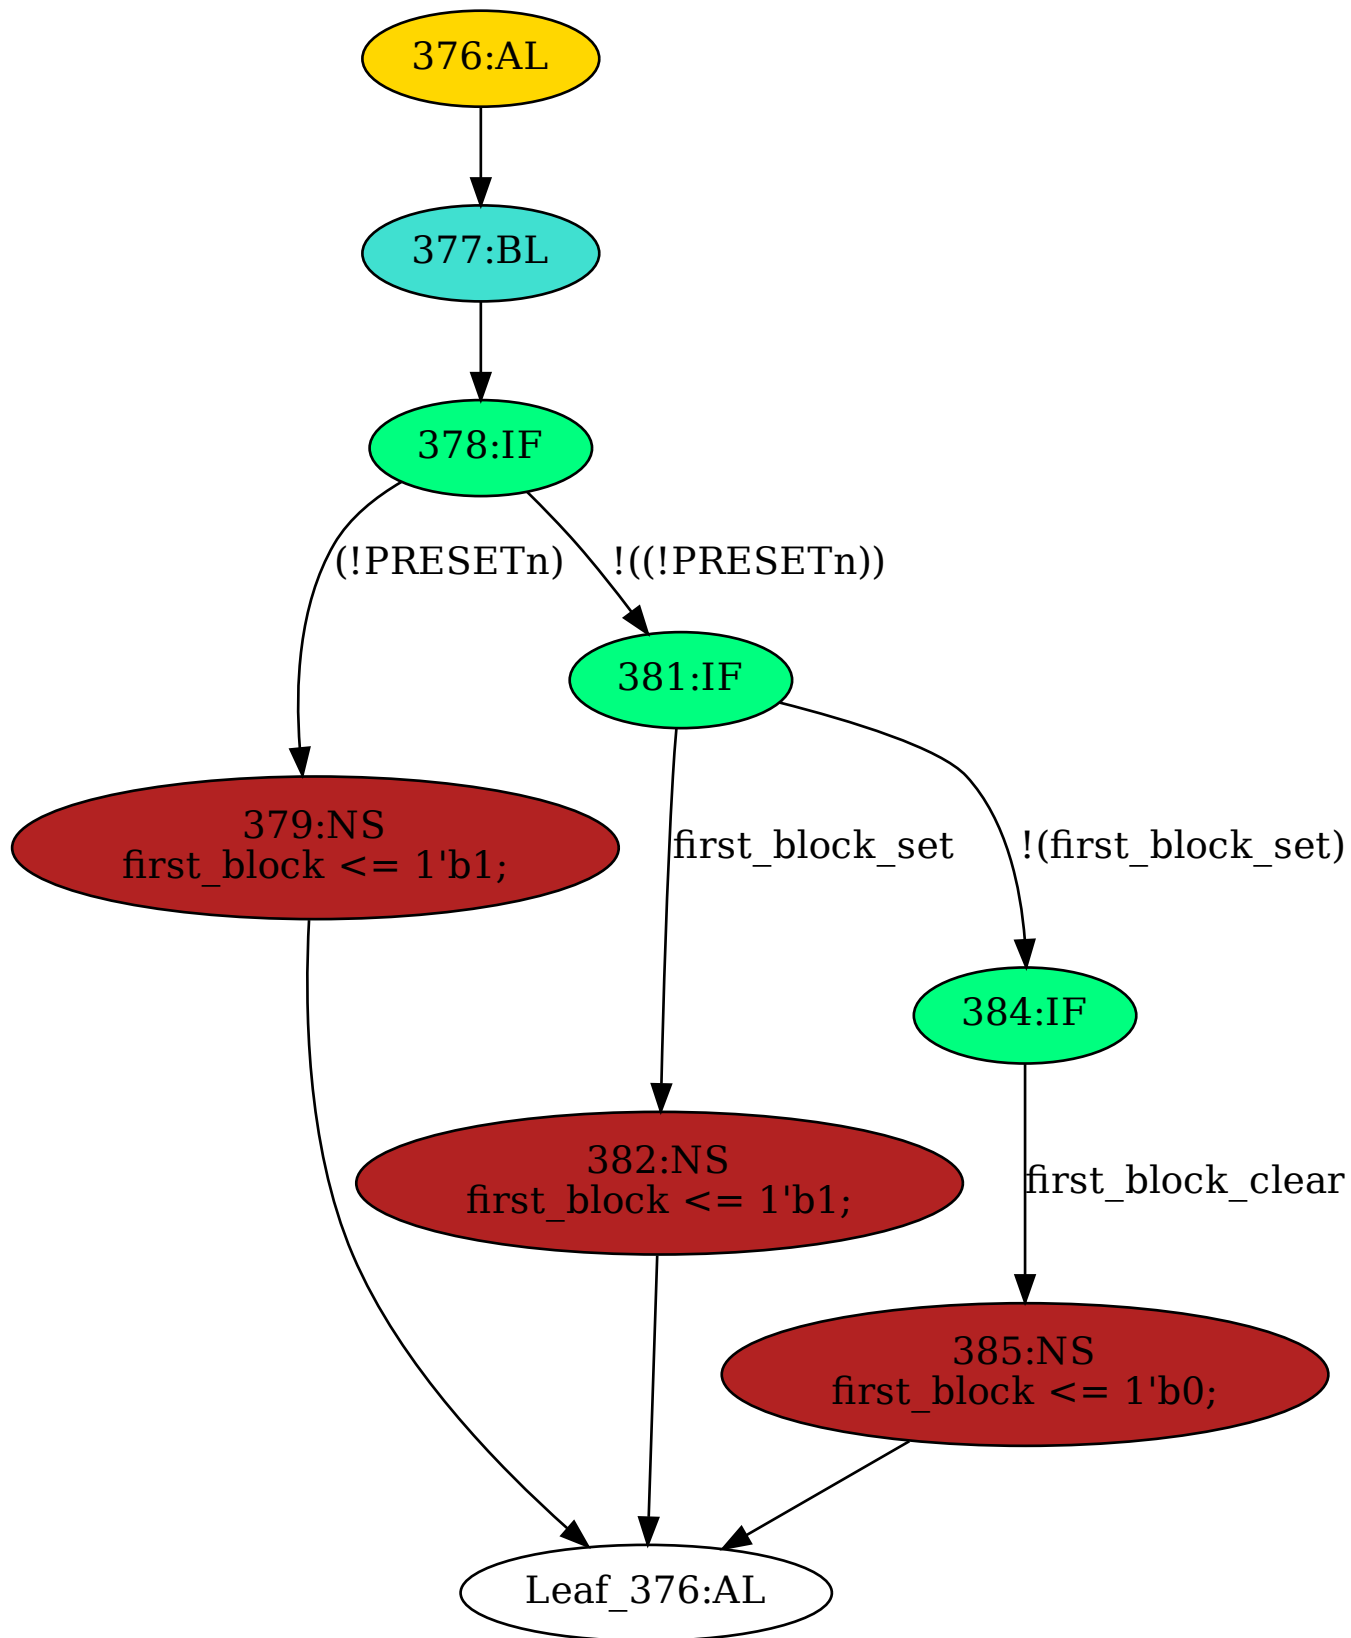 376:AL
377:BL
378:IF
(!PRESETn)
!((!PRESETn))
381:IF
379:NS
first_block <= 1'b1;
first_block_set
!(first_block_set)
384:IF
382:NS
first_block <= 1'b1;
first_block_clear
385:NS
first_block <= 1'b0;
Leaf_376:AL